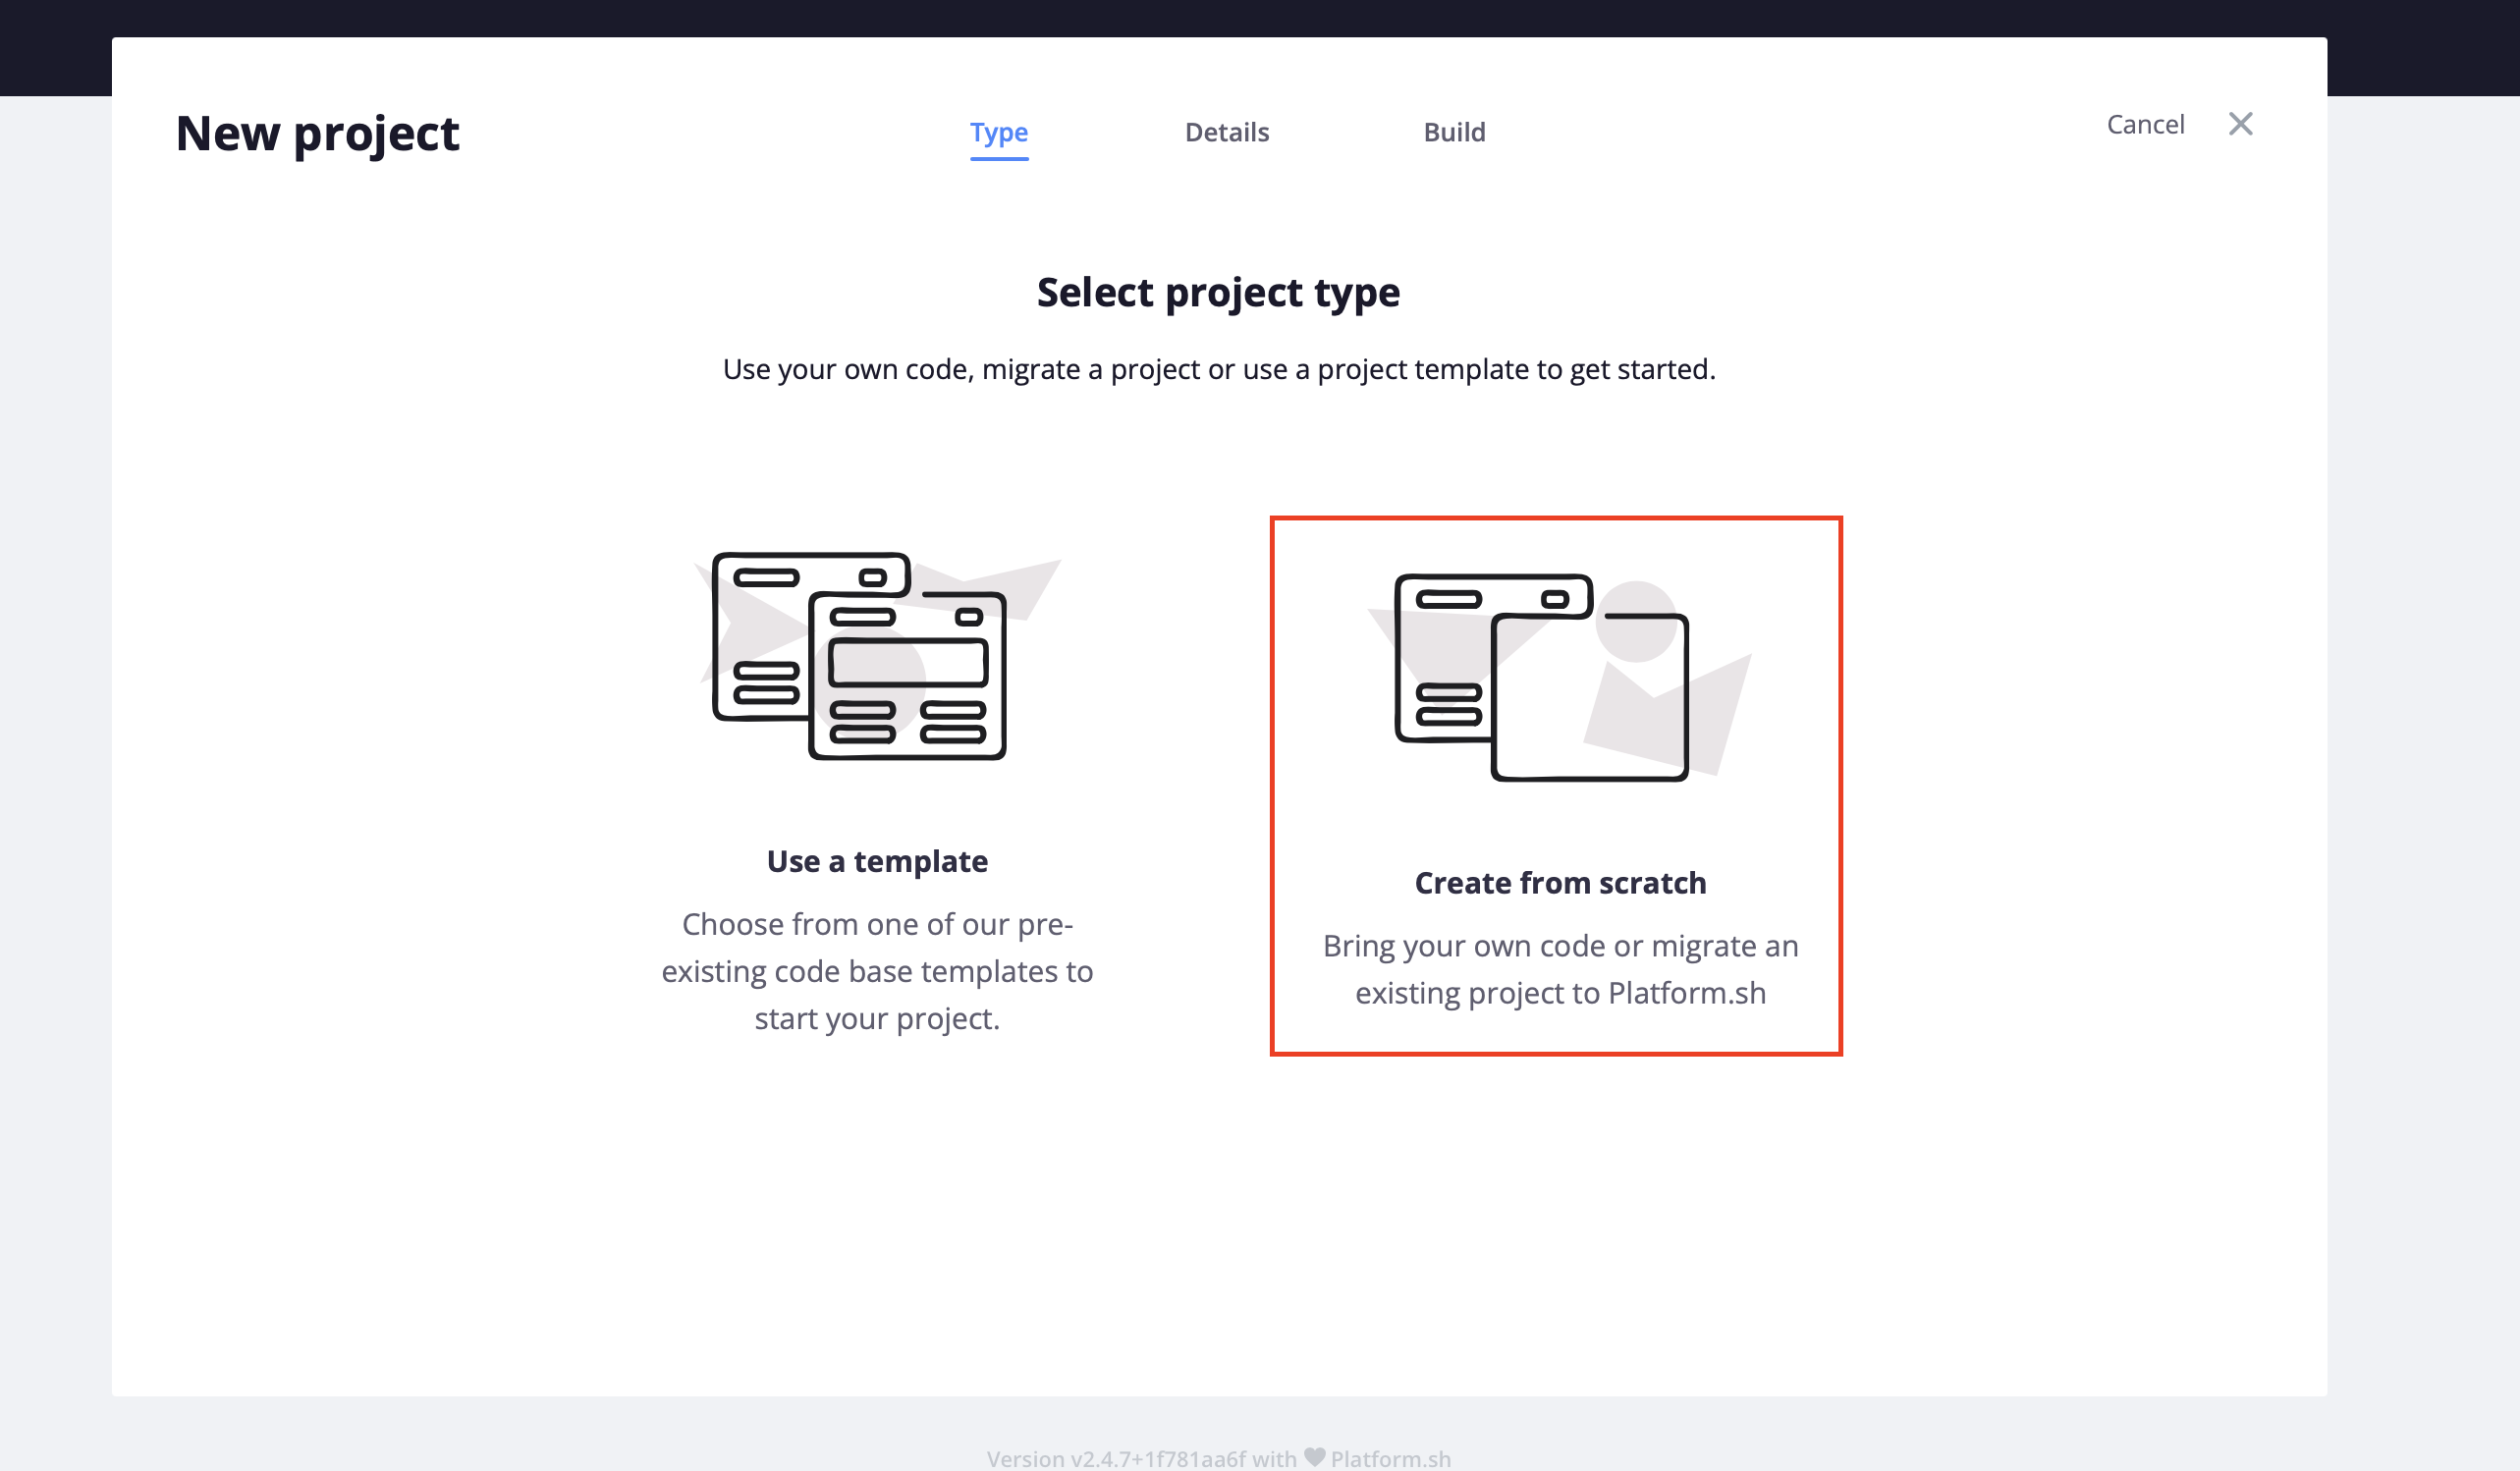 New project
Type
Details
Build
Cancel
Select project type
Use your own code, migrate a project or use a project template to get started.
Use a template
Choose from one of our pre-
existing code base templates to
start your project.
Create from scratch
Bring your own code or migrate an
existing project to Platform.sh
Version v2.4.7+1f781aa6f with ♥ Platform.sh